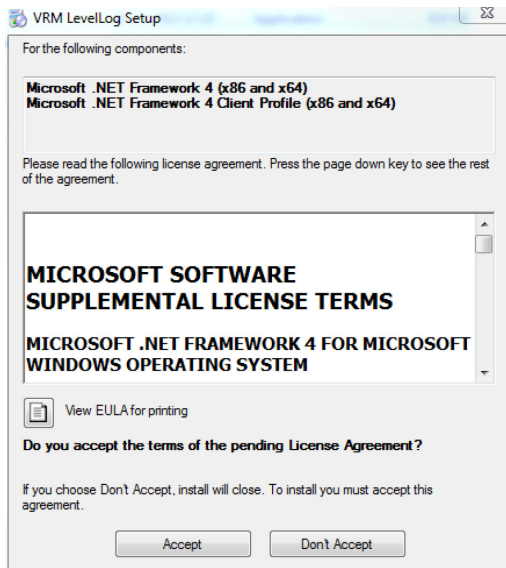 VRM LevelLog Setup
For the following components:
Microsoft .NET Framework 4 (x86 and x64)
Microsoft .NET Framework 4 Client Profile (x86 and x64)
Please read the following license agreement. Press the page down key to see the rest
of the agreement.
MICROSOFT SOFTWARE
SUPPLEMENTAL LICENSE TERMS
MICROSOFT .NET FRAMEWORK 4 FOR MICROSOFT
WINDOWS OPERATING SYSTEM
View EULA for printing
Do you accept the terms of the pending License Agreement?
If you choose Don't Accept, install will close. To install you must accept this
agreement.
Accept
Don't Accept